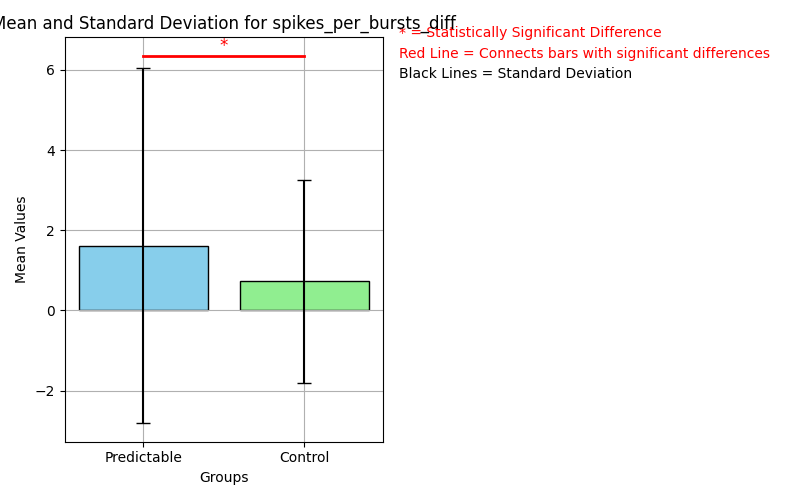 Mean and Standard Deviation for spikes_per_bursts_diff_
* = Statistically Significant Difference
Red Line = Connects bars with significant differences
Black Lines = Standard Deviation
*
6
4
2
0
−2
Mean Values
Predictable Control
Groups